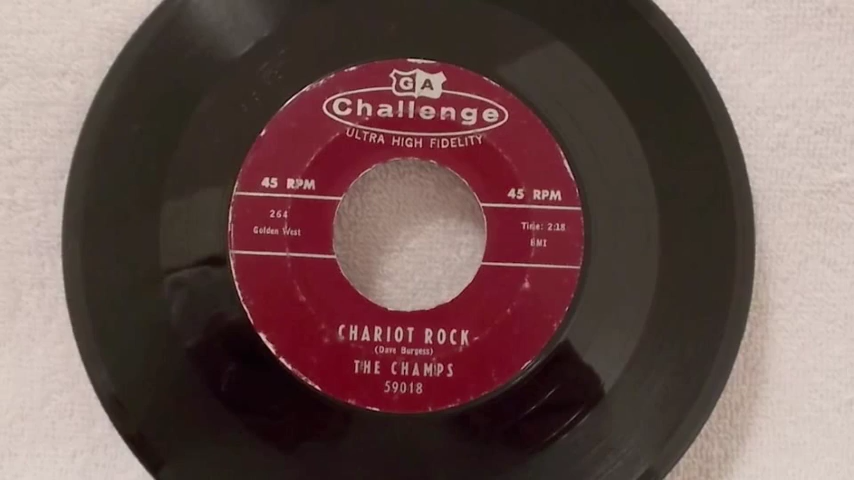 GA
Challenge
ULTRA HIGH FIDELITY
45 RPM
45 RPM
264
Golden West
Time: 2:18
BMI
CHARIOT ROCK
(Dave Burgess)
THE CHAMPS
59018